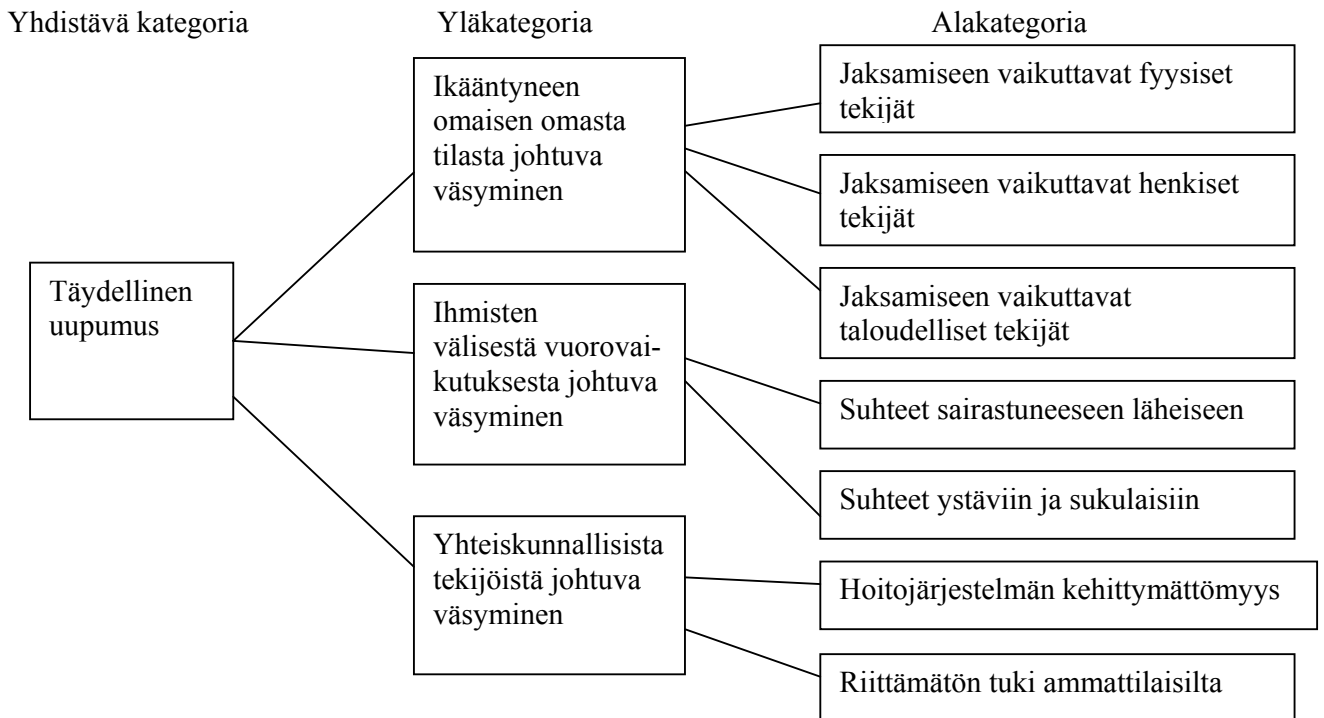 Yhdistävä kategoria
Yläkategoria
Alakategoria
Täydellinen
uupumus
Ikääntyneen
omaisen omasta
tilasta johtuva
väsyminen
Ihmisten
välisestä vuorovai-
kutuksesta johtuva
väsyminen
Yhteiskunnallisista
tekijöistä johtuva
väsyminen
Jaksamiseen vaikuttavat fyysiset
tekijät
Jaksamiseen vaikuttavat henkiset
tekijät
Jaksamiseen vaikuttavat
taloudelliset tekijät
Suhteet sairastuneeseen läheiseen
Suhteet ystäviin ja sukulaisiin
Hoitojärjestelmän kehittymättömyys
Riittämätön tuki ammattilaisilta